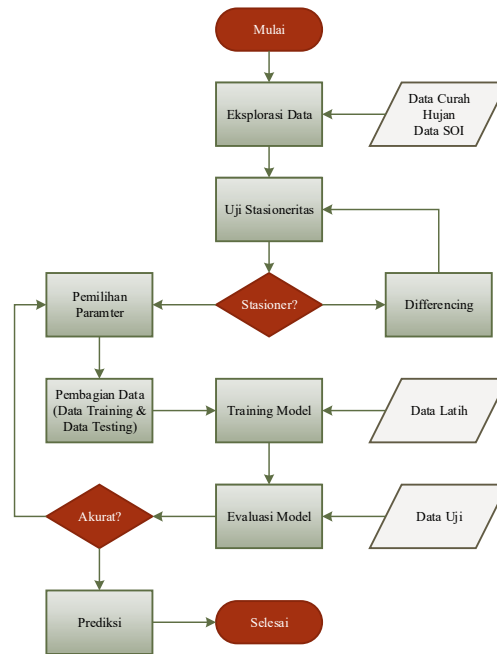 Mulai
Eksplorasi Data
Data Curah
Hujan
Data SOI
Uji Stasioneritas
Pemilihan
Paramter
Stasioner?
Differencing
Pembagian Data
(Data Training &
Data Testing)
Training Model
Data Latih
Akurat?
Evaluasi Model
Data Uji
Prediksi
Selesai